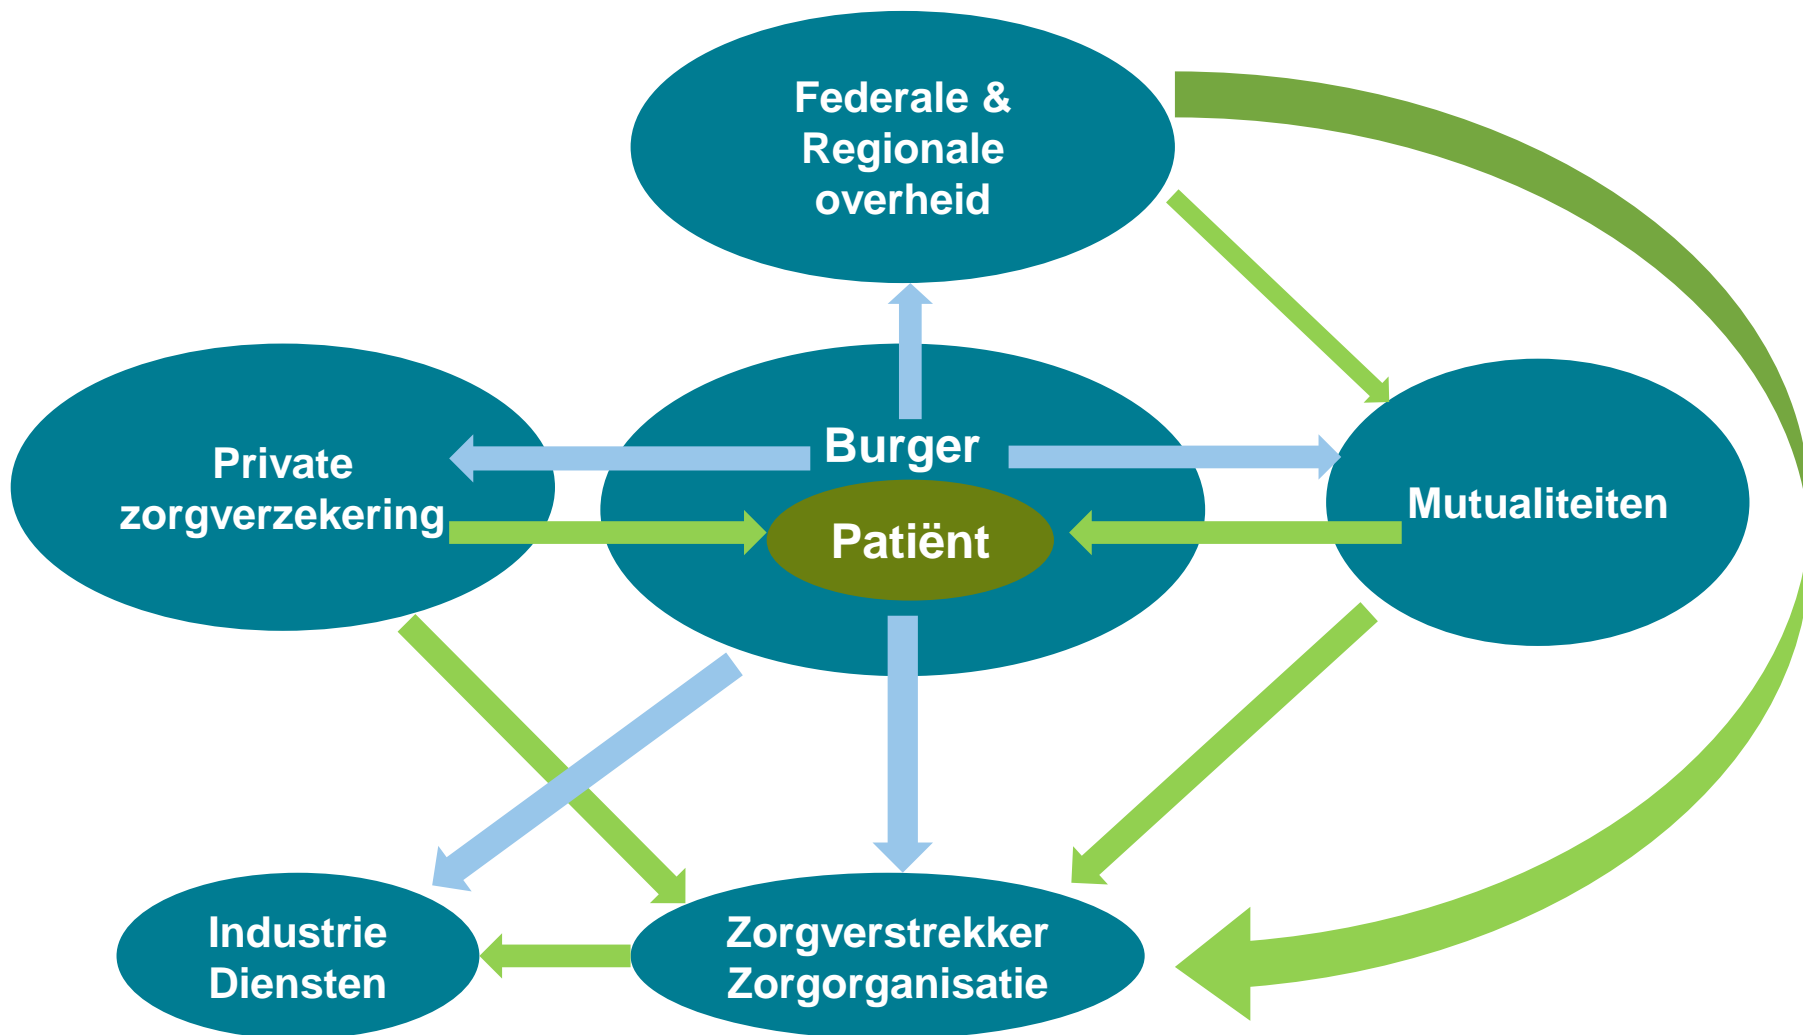 Federale &
Regionale
overheid
Private
zorgverzekering
Burger
Patiënt
Mutualiteiten
Industrie
Diensten
Zorgverstrekker
Zorgorganisatie